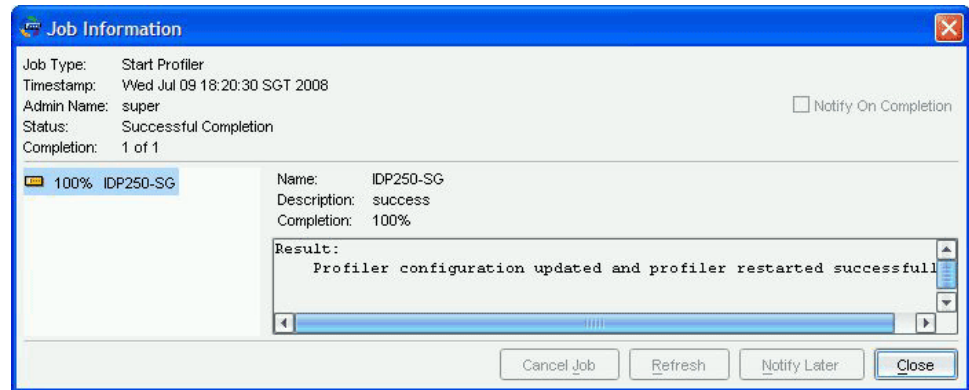 Job Information
Job Type: Start Profiler
Timestamp: Wed Jul 09 18:20:30 SGT 2008
Admin Name: super
Notify On Completion
Status: Successful Completion
Completion: 1 of 1
100% IDP250-SG
Name: IDP250-SG
Description: success
Completion: 100%
Result:
Profiler configuration updated and profiler restarted successfull
Cancel Job
Refresh
Notify Later
Close